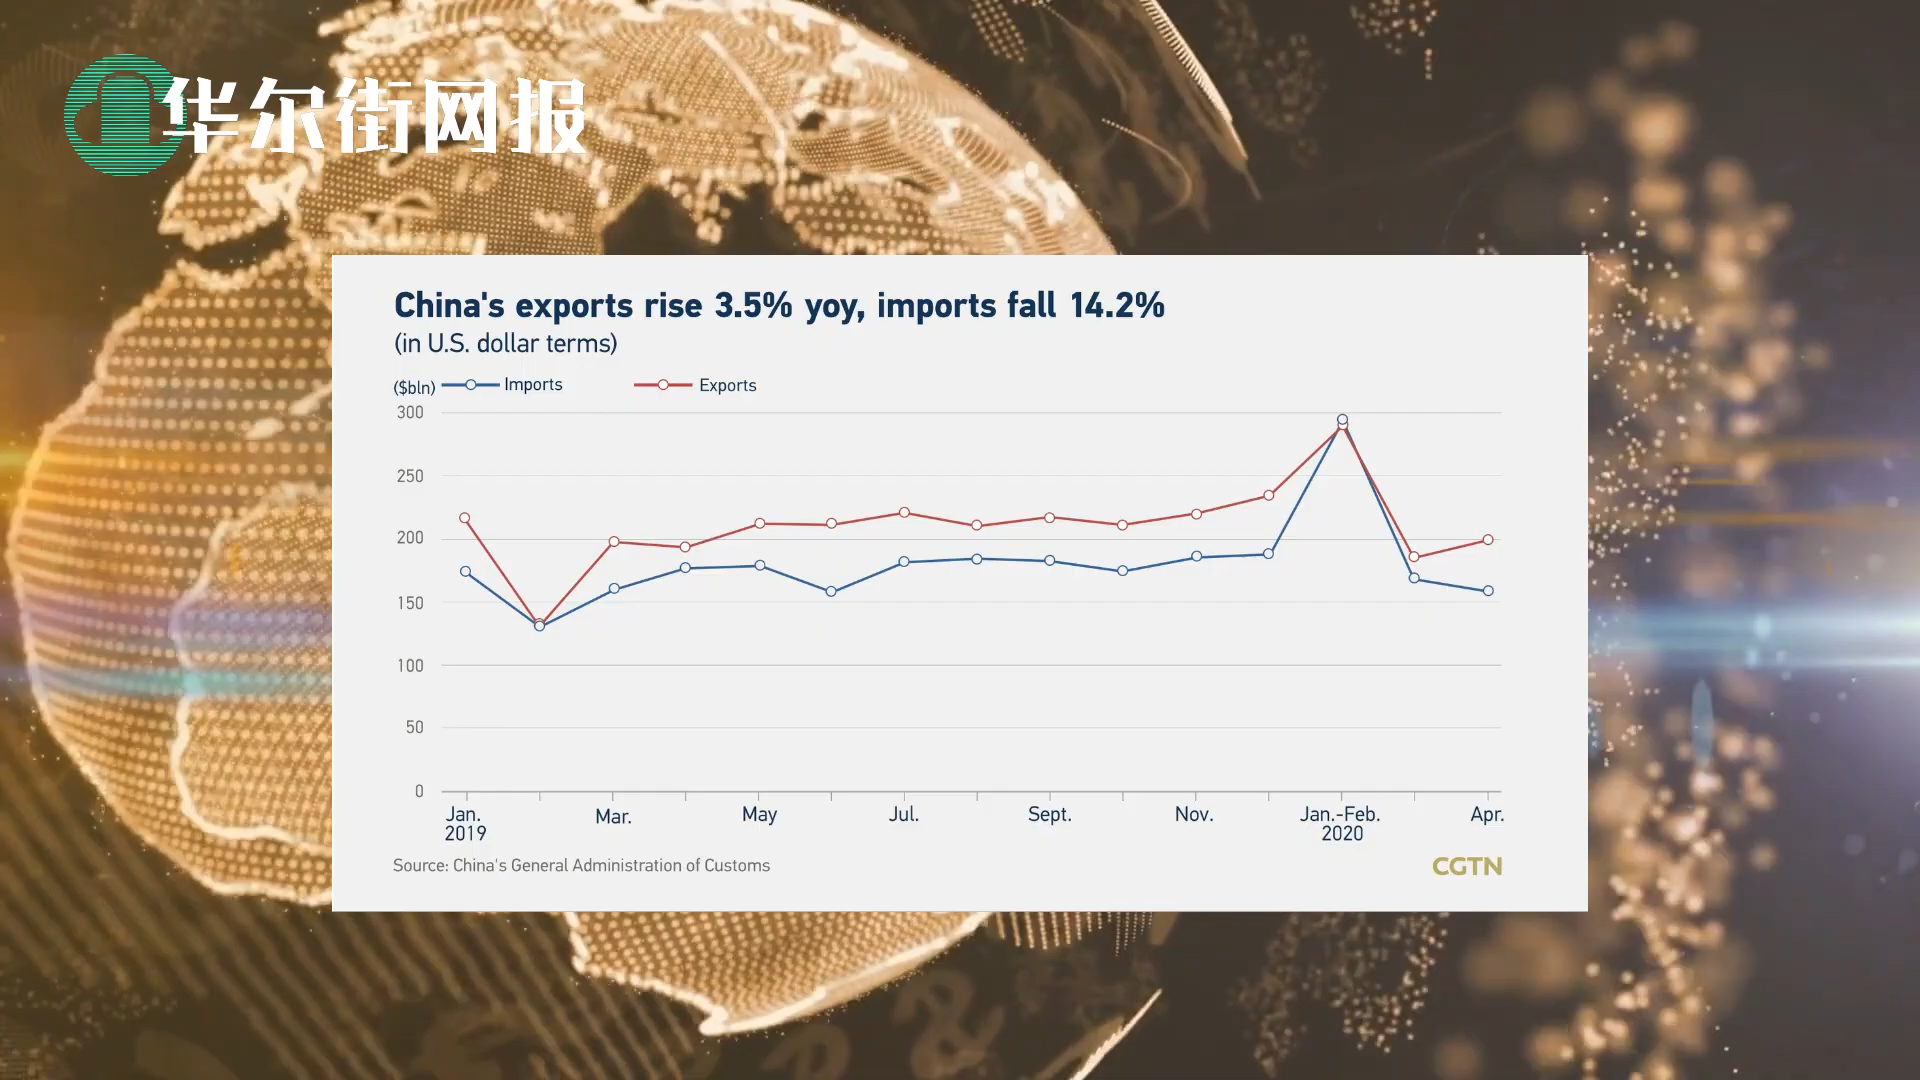 华尔街网报
China's exports rise 3.5% yoy, imports fall 14.2%
(in U.S. dollar terms)
($bln) Imports Exports
300
250
200
150
100
50
0
Jan. Mar. May Jul. Sept. Nov. Jan.-Feb. Apr.
2019 2020
Source: China's General Administration of Customs CGTN